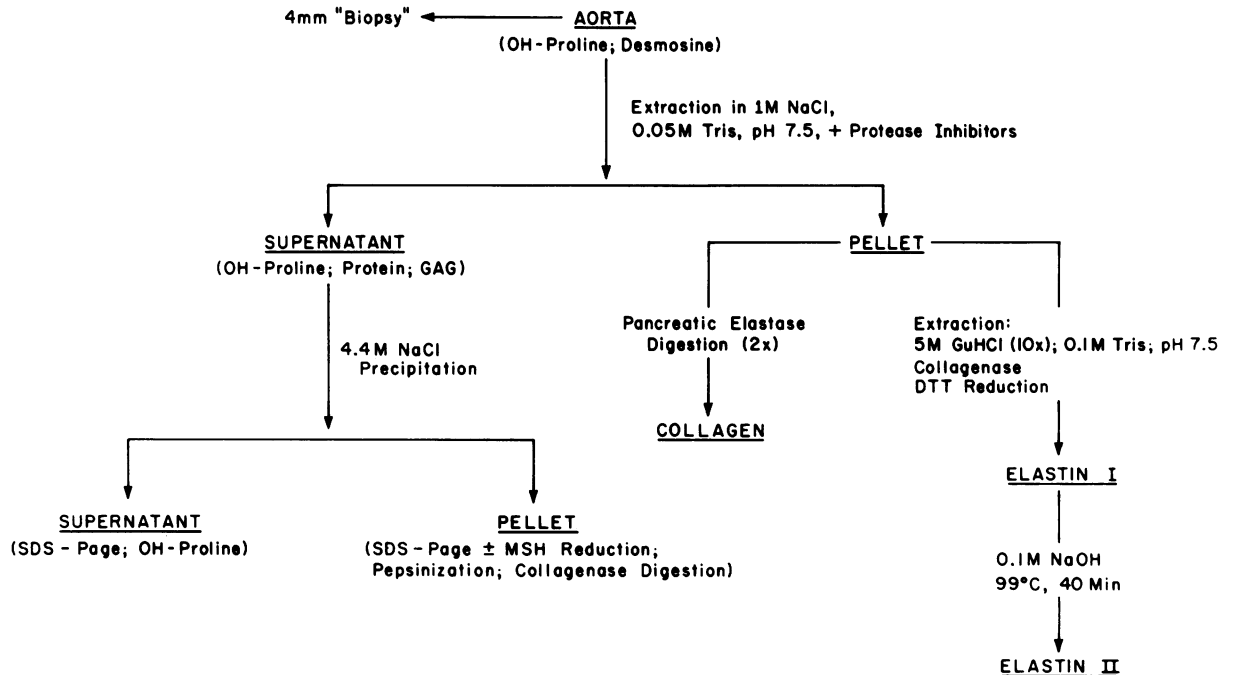 4mm "Biopsy"
AORTA
(OH-Proline; Desmosine)
Extraction in 1M NaCl,
0.05M Tris, pH 7.5, + Protease Inhibitors
SUPERNATANT
(OH-Proline; Protein; GAG)
PELLET
4.4M NaCl
Precipitation
Pancreatic Elastase
Digestion (2x)
Extraction:
5M GuHCl (10x); 0.1M Tris; pH 7.5
Collagenase
DTT Reduction
COLLAGEN
ELASTIN I
SUPERNATANT
(SDS-Page; OH-Proline)
PELLET
(SDS-Page ± MSH Reduction;
Pepsinization; Collagenase Digestion)
0.1M NaOH
99°C, 40 Min
ELASTIN II